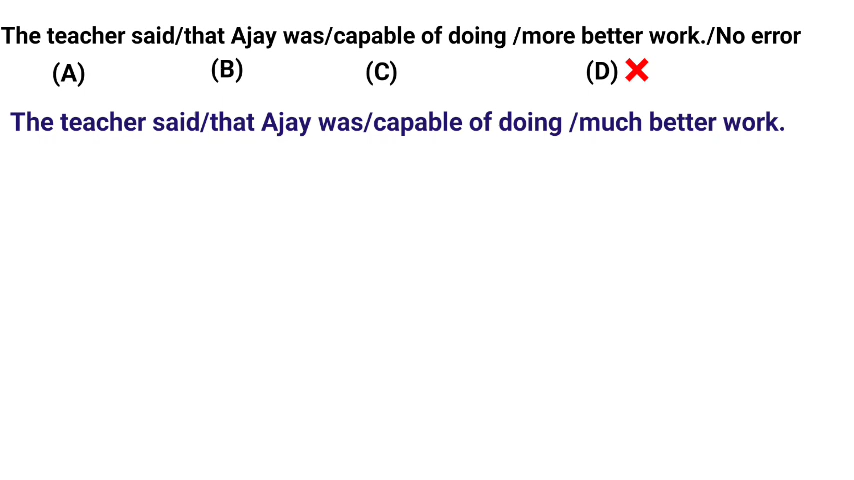 The teacher said/that Ajay was/capable of doing /more better work./No error
(A) (B) (C) (D)
The teacher said/that Ajay was/capable of doing /much better work.